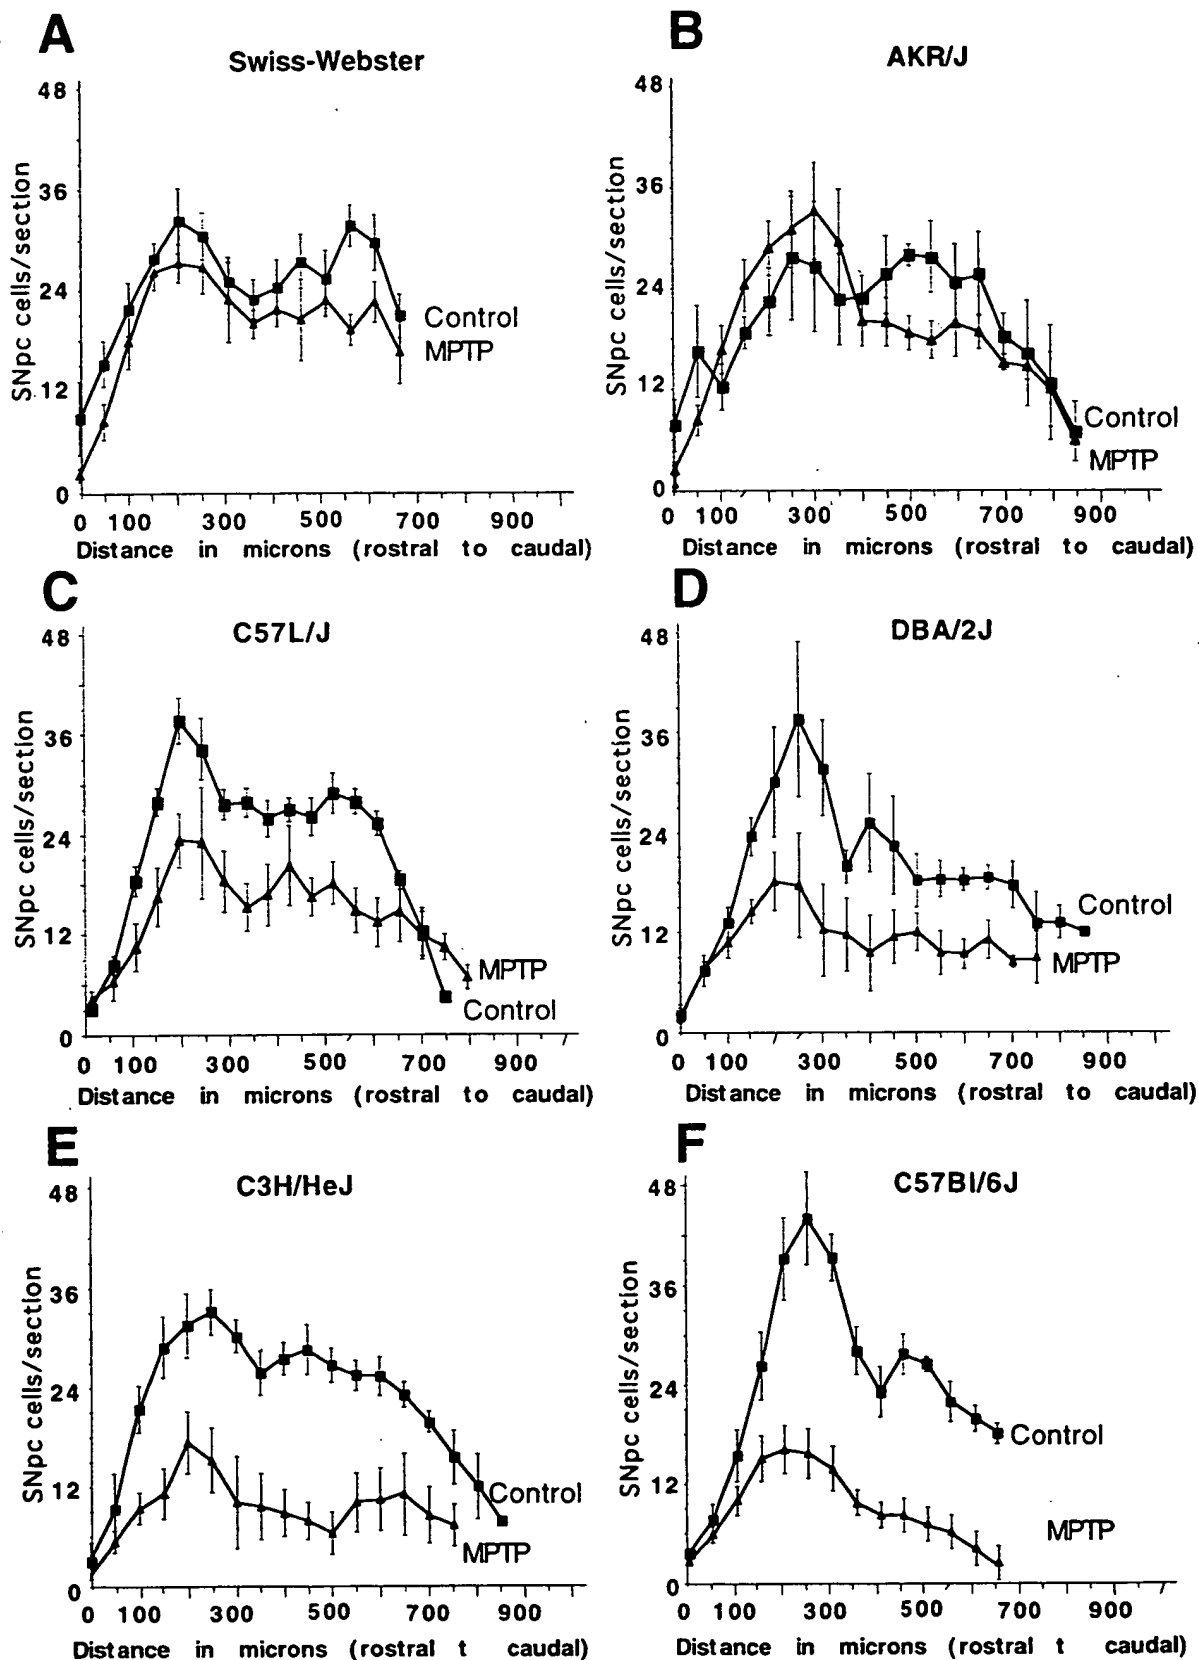 A
Swiss-Webster
48
36
24
12
0
SNpc cells/section
Control
MPTP
0 100 300 500 700 900
Distance in microns (rostral to caudal)
B
AKR/J
48
36
24
12
0
SNpc cells/section
Control
MPTP
0 100 300 500 700 900
Distance in microns (rostral to caudal)
C
C57L/J
48
36
24
12
0
SNpc cells/section
MPTP
Control
0 100 300 500 700 900
Distance in microns (rostral to caudal)
D
DBA/2J
48
36
24
12
0
SNpc cells/section
Control
MPTP
0 100 300 500 700 900
Distance in microns (rostral to caudal)
E
C3H/HeJ
48
36
24
12
0
SNpc cells/section
Control
MPTP
0 100 300 500 700 900
Distance in microns (rostral t caudal)
F
C57Bl/6J
48
36
24
12
0
SNpc cells/section
Control
MPTP
0 100 300 500 700 900
Distance in microns (rostral t caudal)